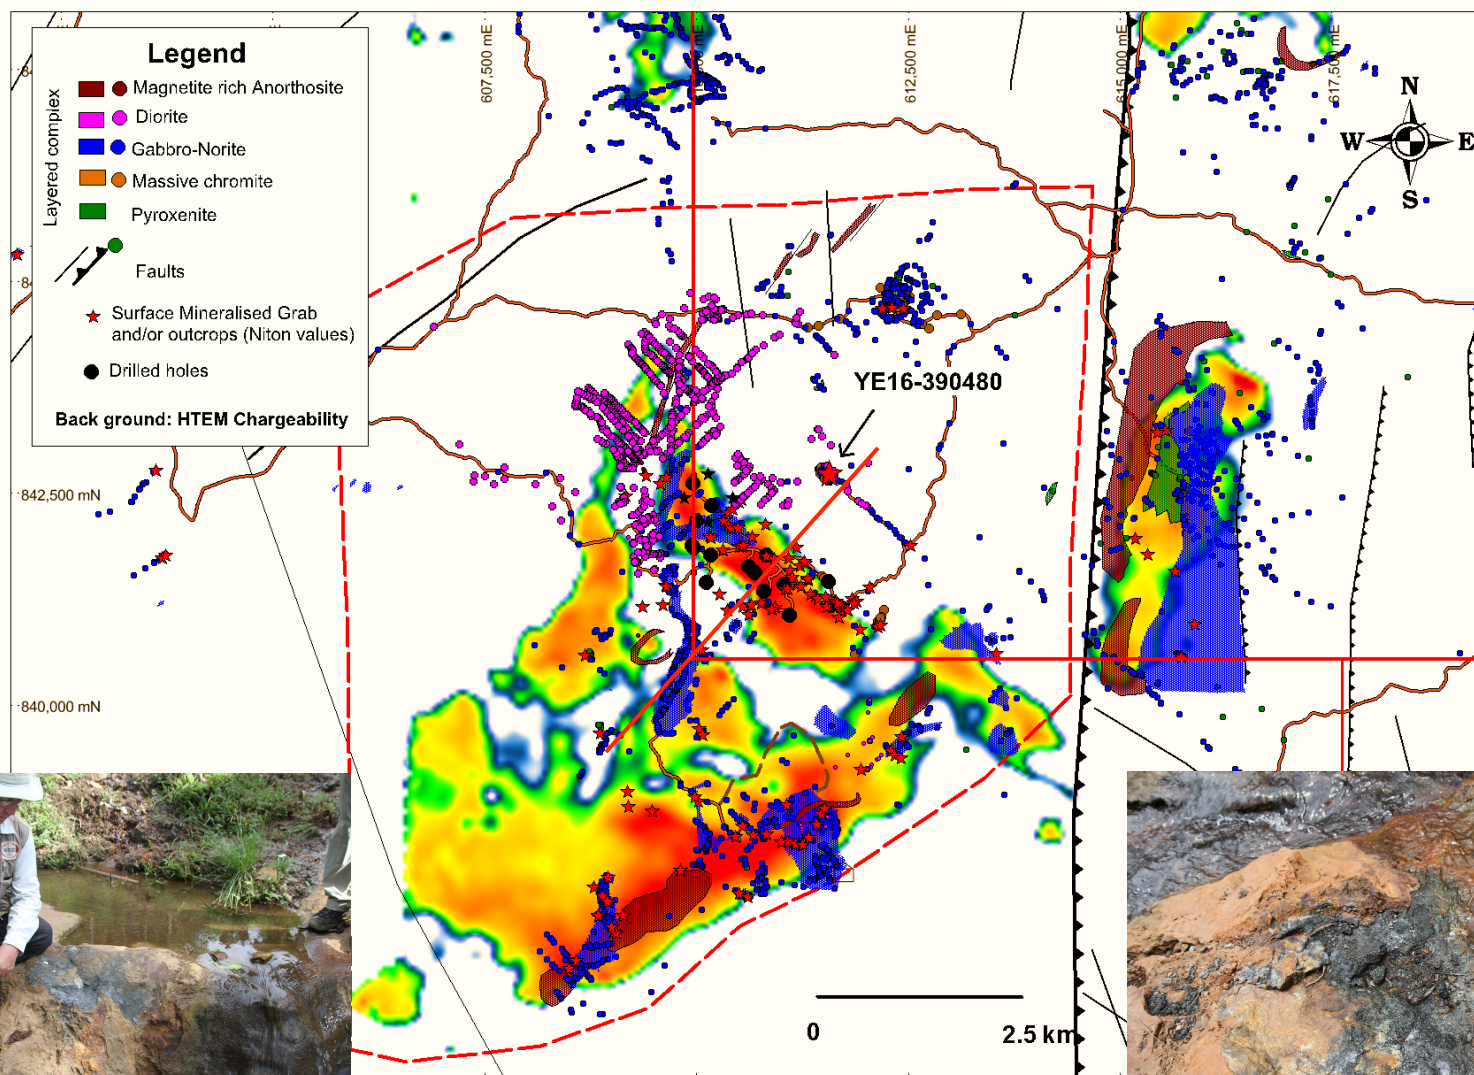 607,500 mE
mE
612,500 mE
615,000 mE
617,500 mE
Legend
Layered complex
Magnetite rich Anorthosite
Diorite
Gabbro-Norite
Massive chromite
Pyroxenite
Faults
Surface Mineralised Grab
and/or outcrops (Niton values)
Drilled holes
Back ground: HTEM Chargeability
N
W
E
S
YE16-390480
842,500 mN
840,000 mN
0
2.5 km